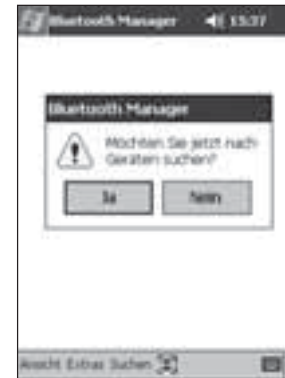 Bluetooth Manager 15:37
Bluetooth Manager
Möchten Sie jetzt nach
Geräten suchen?
Ja Nein
Ansicht Extras Suchen